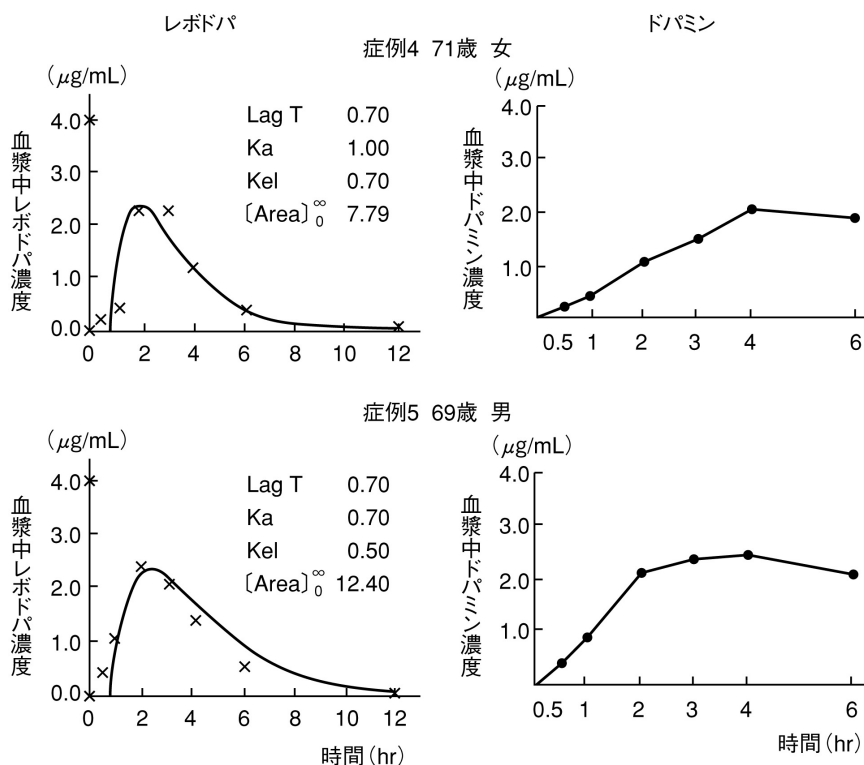 レボドパ
ドパミン
症例4 71歳 女
(μg/mL)
血漿中レボドパ濃度
4.0
3.0
2.0
1.0
0.0
0 2 4 6 8 10 12
Lag T 0.70
Ka 1.00
Kel 0.70
〔Area〕∞0 7.79
(μg/mL)
血漿中ドパミン濃度
4.0
3.0
2.0
1.0
0.5 1 2 3 4 6
症例5 69歳 男
(μg/mL)
血漿中レボドパ濃度
4.0
3.0
2.0
1.0
0.0
0 2 4 6 8 10 12
時間(hr)
Lag T 0.70
Ka 0.70
Kel 0.50
〔Area〕∞0 12.40
(μg/mL)
血漿中ドパミン濃度
4.0
3.0
2.0
1.0
0.5 1 2 3 4 6
時間(hr)